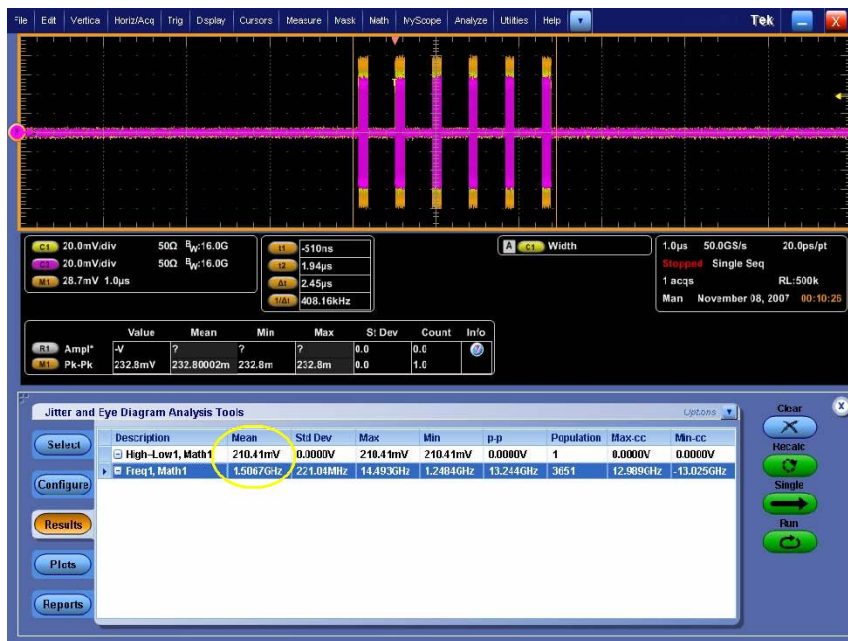 File Edit Vertica Horiz/Acq Trig Display Cursors Measure Mask Math MyScope Analyze Utilities Help Tek X
T
C1 20.0mV/div 50Ω BW:16.0G
C3 20.0mV/div 50Ω BW:16.0G
M1 28.7mV 1.0µs
t1 -510ns
t2 1.94µs
Δt 2.45µs
1/Δt 408.16kHz
A C1 Width
1.0µs 50.0GS/s 20.0ps/pt
Stopped Single Seq
1 acqs RL:500k
Man November 08, 2007 00:10:26
Value Mean Min Max St Dev Count Info
R1 Ampl* -V ? ? ? 0.0 0.0
M1 Pk-Pk 232.8mV 232.80002m 232.8m 232.8m 0.0 1.0
Jitter and Eye Diagram Analysis Tools Options
Clear X
Select
Configure
Results
Plots
Reports
Description Mean Std Dev Max Min p-p Population Max-cc Min-cc
High–Low1, Math1 210.41mV 0.0000V 210.41mV 210.41mV 0.0000V 1 0.0000V 0.0000V
Freq1, Math1 1.5067GHz 221.04MHz 14.493GHz 1.2484GHz 13.244GHz 3651 12.989GHz -13.025GHz
Recalc
Single
Run